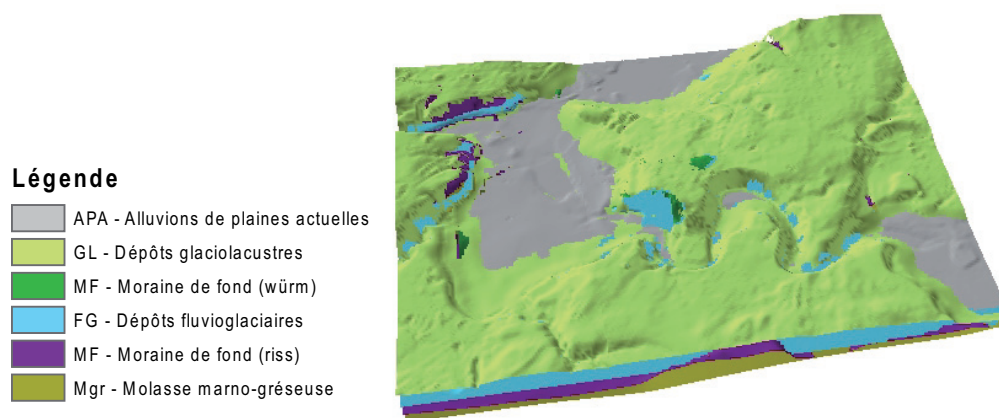 Légende
APA - Alluvions de plaines actuelles
GL - Dépôts glaciolacustres
MF - Moraine de fond (würm)
FG - Dépôts fluvioglaciaires
MF - Moraine de fond (riss)
Mgr - Molasse marno-gréseuse